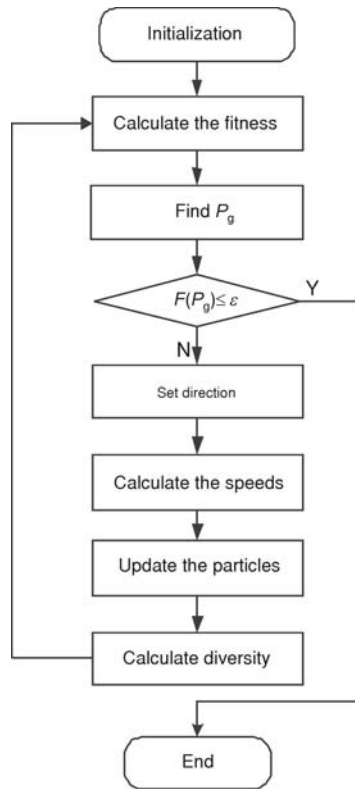 Initialization
Calculate the fitness
Find P_g
F(P_g) ≤ ε
Y
N
Set direction
Calculate the speeds
Update the particles
Calculate diversity
End